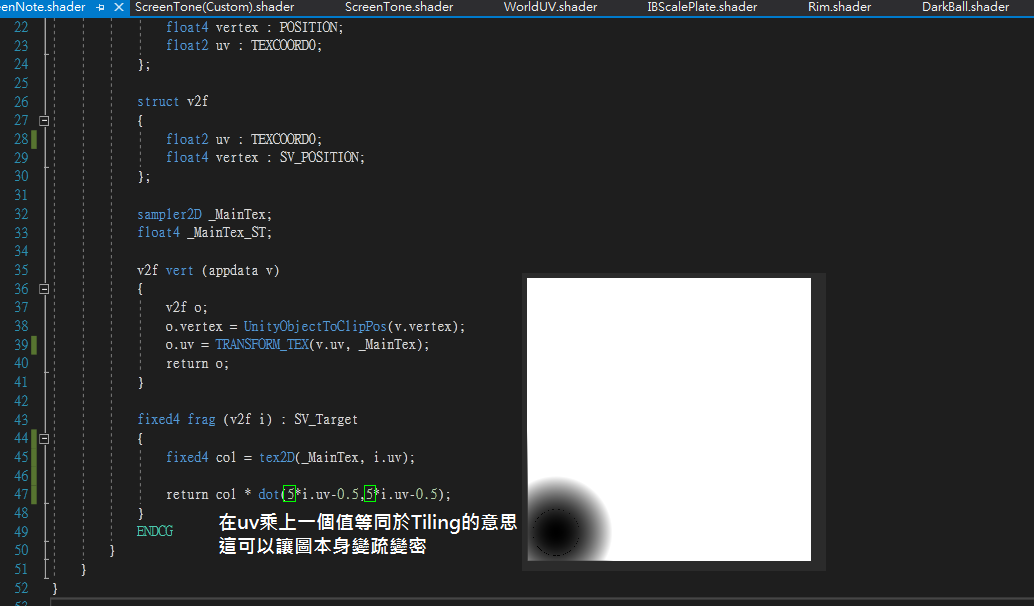 enNote.shader ScreenTone(Custom).shader ScreenTone.shader WorldUV.shader IBScalePlate.shader Rim.shader DarkBall.shader
22 float4 vertex : POSITION;
23 float2 uv : TEXCOORD0;
24 };
25
26 struct v2f
27 {
28 float2 uv : TEXCOORD0;
29 float4 vertex : SV_POSITION;
30 };
31
32 sampler2D _MainTex;
33 float4 _MainTex_ST;
34
35 v2f vert (appdata v)
36 {
37 v2f o;
38 o.vertex = UnityObjectToClipPos(v.vertex);
39 o.uv = TRANSFORM_TEX(v.uv, _MainTex);
40 return o;
41 }
42
43 fixed4 frag (v2f i) : SV_Target
44 {
45 fixed4 col = tex2D(_MainTex, i.uv);
46
47 return col * dot(5*i.uv-0.5,5*i.uv-0.5);
48 }
49 ENDCG
50 }
51 }
52 }
在uv乘上一個值等同於Tiling的意思
這可以讓圖本身變疏變密